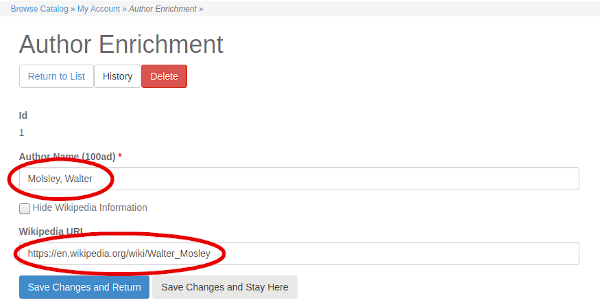 Browse Catalog » My Account » Author Enrichment »
Author Enrichment
Return to List History Delete
Id
1
Author Name (100ad) *
Molsley, Walter
Hide Wikipedia Information
Wikipedia URL
https://en.wikipedia.org/wiki/Walter_Mosley
Save Changes and Return Save Changes and Stay Here